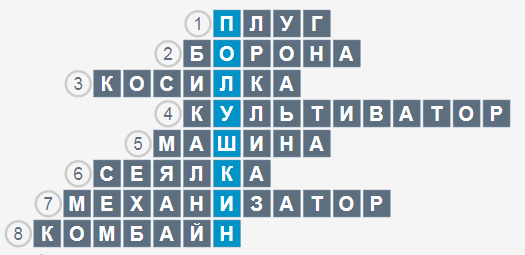 1 ПЛУГ
2 БОРОНА
3 КОСИЛКА
4 КУЛЬТИВАТОР
5 МАШИНА
6 СЕЯЛКА
7 МЕХАНИЗАТОР
8 КОМБАЙН